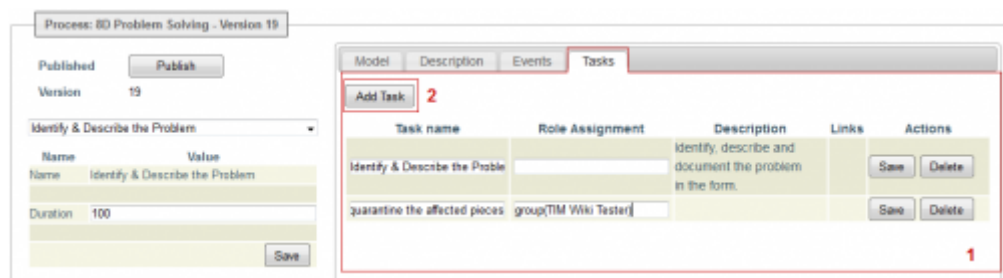 Process: 8D Problem Solving - Version 19
Published Publish
Version 19
Identify & Describe the Problem
Name Value
Name Identify & Describe the Problem
Duration 100
Save
Model Description Events Tasks
Add Task 2
Task name Role Assignment Description Links Actions
Identify & Describe the Proble Identify, describe and document the problem in the form. Save Delete
quarantine the affected pieces group(TIM Wiki Tester) Save Delete
1